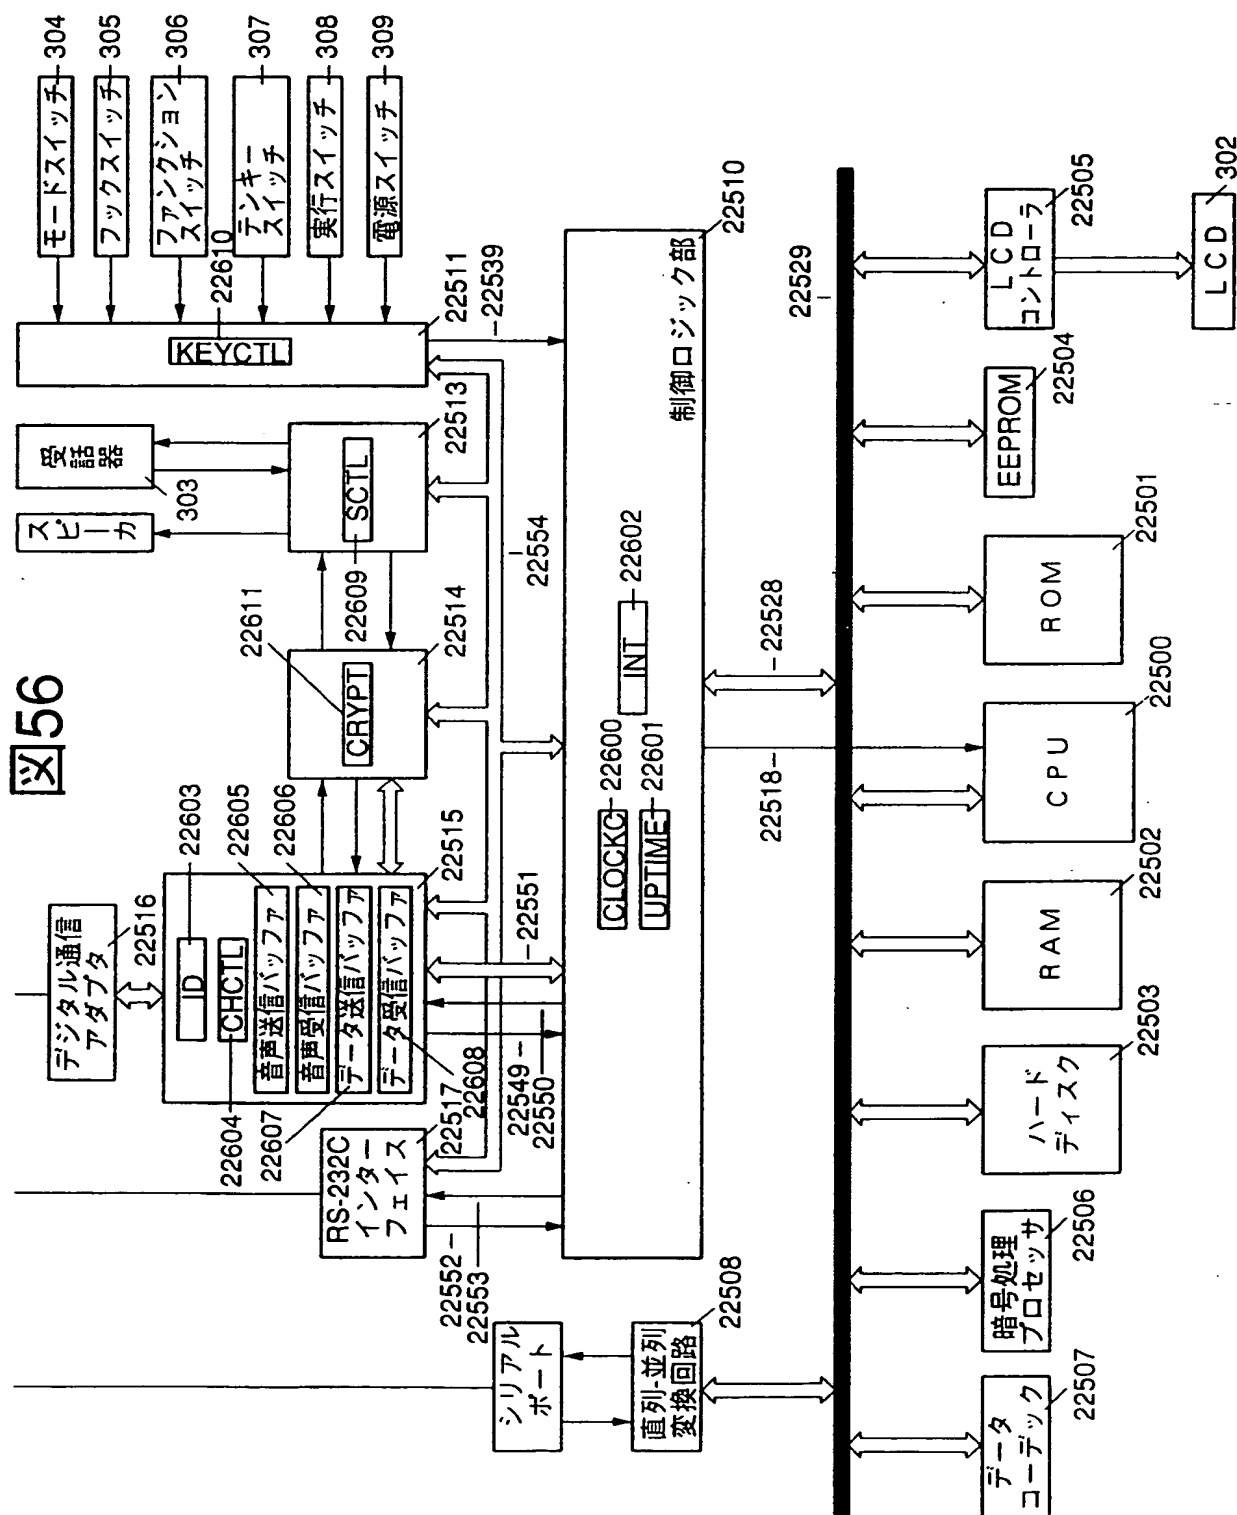 図56
デジタル通信
アダプタ
22516
ID
22603
CHCTL
22604
音声送信バッファ
22605
音声受信バッファ
22606
データ送信バッファ
22607
データ受信バッファ
22608
22515
RS-232C
インター
フェイス
22517
シリアル
ポート
直列-並列
変換回路
22508
CRYPT
22611
22514
SCTL
22609
22513
スピーカ
受話器
303
KEYCTL
22610
22511
モードスイッチ
304
フックスイッチ
305
ファンクション
スイッチ
306
テンキー
スイッチ
307
実行スイッチ
308
電源スイッチ
309
22539
22554
22551
22549
22550
22552
22553
CLOCKC
22600
UPTIME
22601
INT
22602
制御ロジック部
22510
22518
22528
22529
データ
コーデック
22507
暗号処理
プロセッサ
22506
ハード
ディスク
22503
RAM
22502
CPU
22500
ROM
22501
EEPROM
22504
LCD
コントローラ
22505
LCD
302